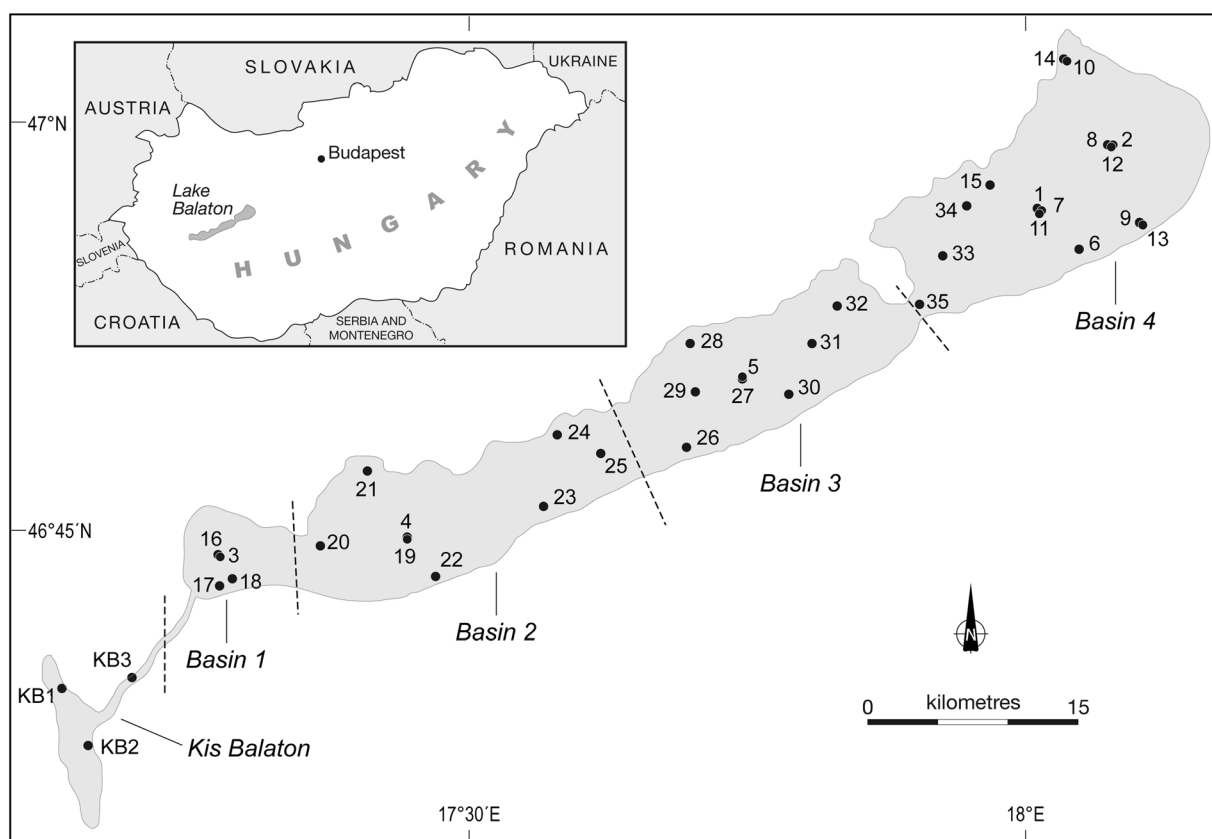 SLOVAKIA
UKRAINE
AUSTRIA
47°N
Budapest
Lake
Balaton
HUNGARY
SLOVENIA
ROMANIA
CROATIA
SERBIA AND
MONTENEGRO
14
10
8
2
12
15
1
7
34
11
9
13
6
33
35
Basin 4
32
28
31
5
29
27
30
26
Basin 3
24
25
21
23
46°45′N
4
20
19
22
16
3
17
18
Basin 2
Basin 1
KB3
KB1
KB2
Kis Balaton
N
kilometres
0
15
17°30′E
18°E